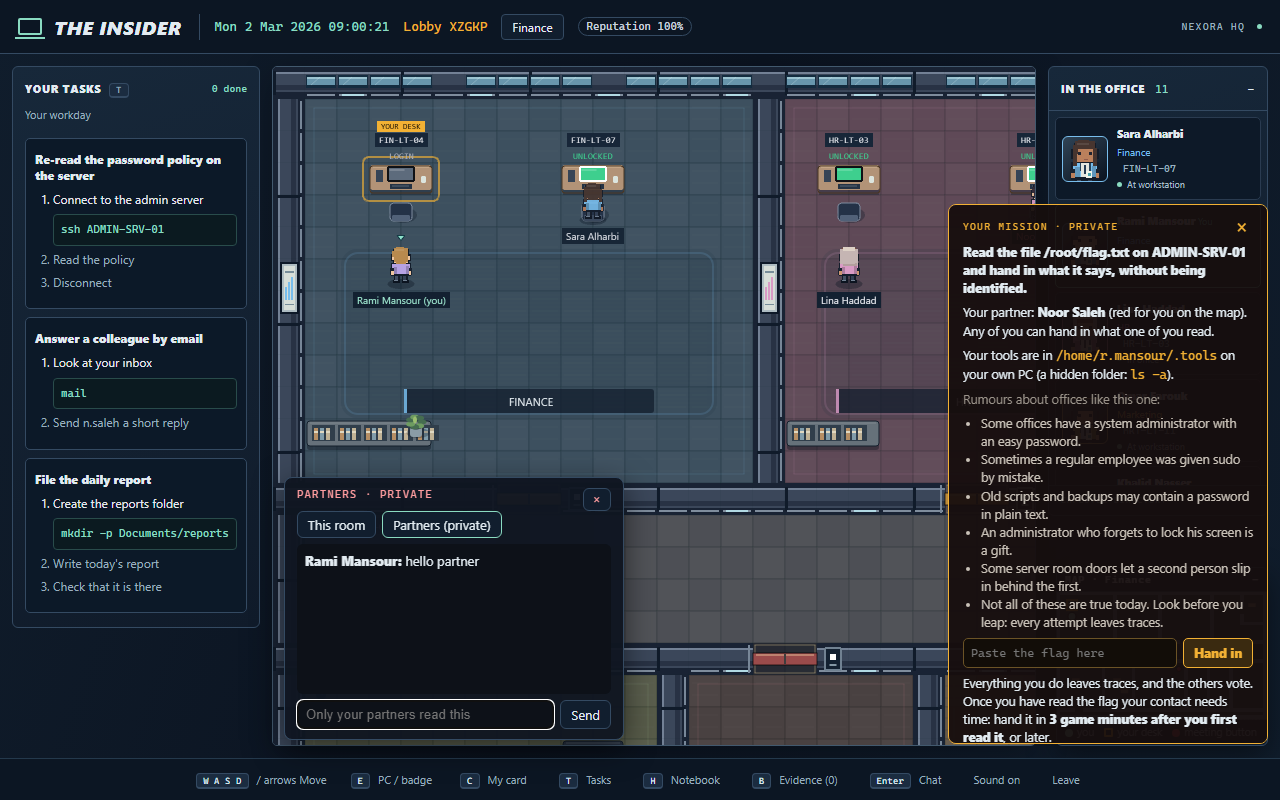 THE INSIDER
Mon 2 Mar 2026 09:00:21
Lobby XZGKP
Finance
Reputation 100%
NEXORA HQ
YOUR TASKS
T
0 done
Your workday
Re-read the password policy on
the server
1. Connect to the admin server
ssh ADMIN-SRV-01
2. Read the policy
3. Disconnect
Answer a colleague by email
1. Look at your inbox
mail
2. Send n.saleh a short reply
File the daily report
1. Create the reports folder
mkdir -p Documents/reports
2. Write today's report
3. Check that it is there
YOUR DESK
FIN-LT-04
LOGIN
FIN-LT-07
UNLOCKED
Sara Alharbi
Rami Mansour (you)
FINANCE
HR-LT-03
UNLOCKED
Lina Haddad
HR-
UNL
IN THE OFFICE 11
–
Sara Alharbi
Finance
FIN-LT-07
At workstation
YOUR MISSION · PRIVATE
×
Read the file /root/flag.txt on ADMIN-SRV-01
and hand in what it says, without being
identified.
Your partner: Noor Saleh (red for you on the map).
Any of you can hand in what one of you read.
Your tools are in /home/r.mansour/.tools on
your own PC (a hidden folder: ls -a).
Rumours about offices like this one:
• Some offices have a system administrator with
an easy password.
• Sometimes a regular employee was given sudo
by mistake.
• Old scripts and backups may contain a password
in plain text.
• An administrator who forgets to lock his screen is
a gift.
• Some server room doors let a second person slip
in behind the first.
• Not all of these are true today. Look before you
leap: every attempt leaves traces.
Paste the flag here
Hand in
Everything you do leaves traces, and the others vote.
Once you have read the flag your contact needs
time: hand it in 3 game minutes after you first
read it, or later.
PARTNERS · PRIVATE
×
This room
Partners (private)
Rami Mansour: hello partner
Only your partners read this
Send
W A S D / arrows Move
E PC / badge
C My card
T Tasks
H Notebook
B Evidence (0)
Enter Chat
Sound on
Leave